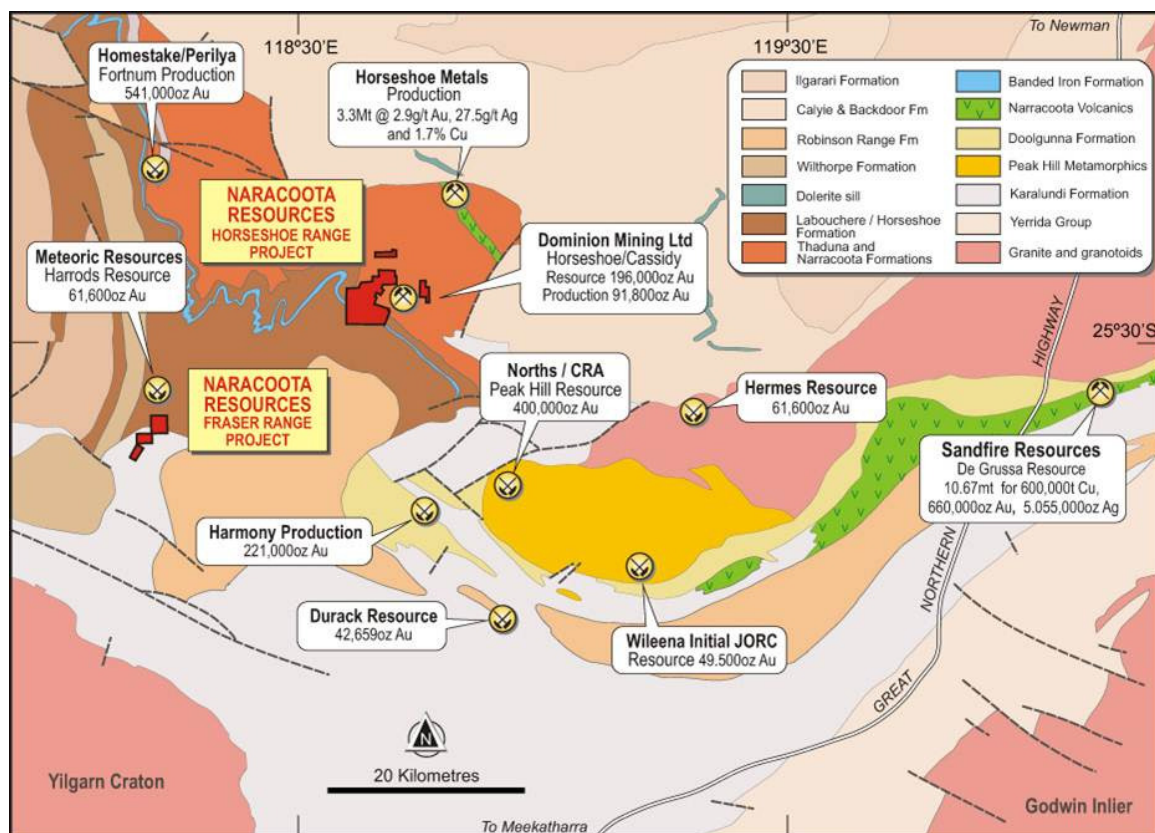 To Newman
118º30'E
119º30'E
Homestake/Perilya
Fortnum Production
541,000oz Au
Horseshoe Metals
Production
3.3Mt @ 2.9g/t Au, 27.5g/t Ag
and 1.7% Cu
Ilgarari Formation
Calyie & Backdoor Fm
Robinson Range Fm
Wilthorpe Formation
Dolerite sill
Labouchere / Horseshoe
Formation
Thaduna and
Narracoota Formations
Banded Iron Formation
Narracoota Volcanics
Doolgunna Formation
Peak Hill Metamorphics
Karalundi Formation
Yerrida Group
Granite and granotoids
NARACOOTA
RESOURCES
HORSESHOE RANGE
PROJECT
Meteoric Resources
Harrods Resource
61,600oz Au
Dominion Mining Ltd
Horseshoe/Cassidy
Resource 196,000oz Au
Production 91,800oz Au
25º30'S
HIGHWAY
NARACOOTA
RESOURCES
FRASER RANGE
PROJECT
Norths / CRA
Peak Hill Resource
400,000oz Au
Hermes Resource
61,600oz Au
Sandfire Resources
De Grussa Resource
10.67mt for 600,000t Cu,
660,000oz Au, 5.055,000oz Ag
Harmony Production
221,000oz Au
NORTHERN
Durack Resource
42,659oz Au
Wileena Initial JORC
Resource 49.500oz Au
GREAT
N
20 Kilometres
Yilgarn Craton
Godwin Inlier
To Meekatharra